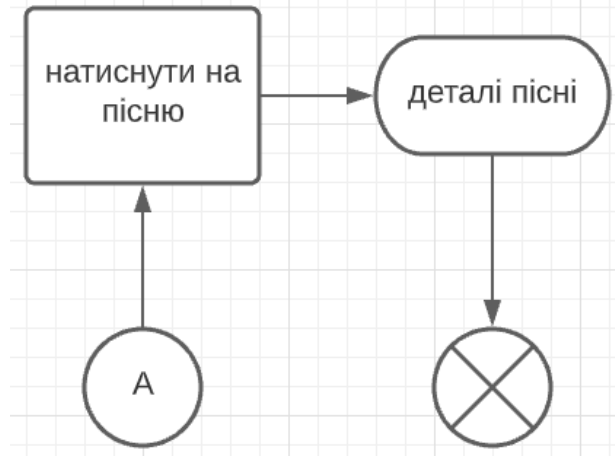 натиснути на
пісню
деталі пісні
А